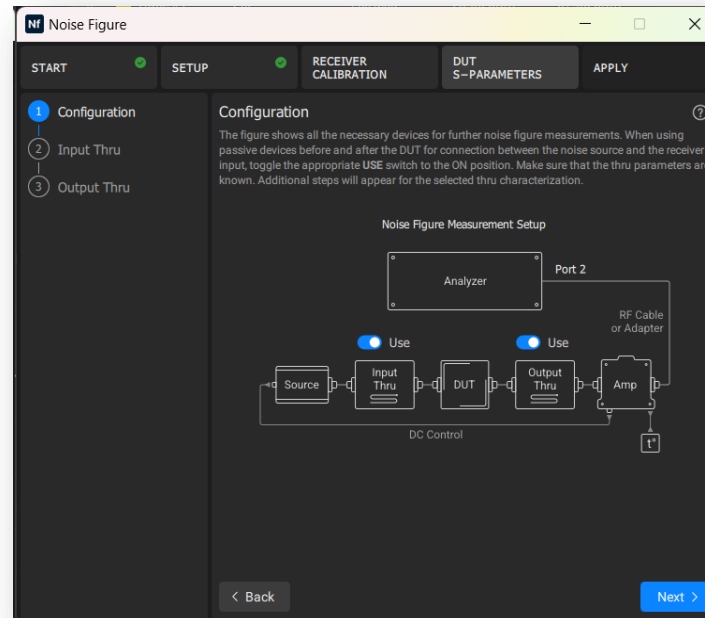 Nf Noise Figure
START
SETUP
RECEIVER
CALIBRATION
DUT
S-PARAMETERS
APPLY
1 Configuration
2 Input Thru
3 Output Thru
Configuration
The figure shows all the necessary devices for further noise figure measurements. When using
passive devices before and after the DUT for connection between the noise source and the receiver
input, toggle the appropriate USE switch to the ON position. Make sure that the thru parameters are
known. Additional steps will appear for the selected thru characterization.
Noise Figure Measurement Setup
Analyzer
Port 2
RF Cable
or Adapter
Use
Use
Source
Input
Thru
DUT
Output
Thru
Amp
DC Control
t°
< Back
Next >